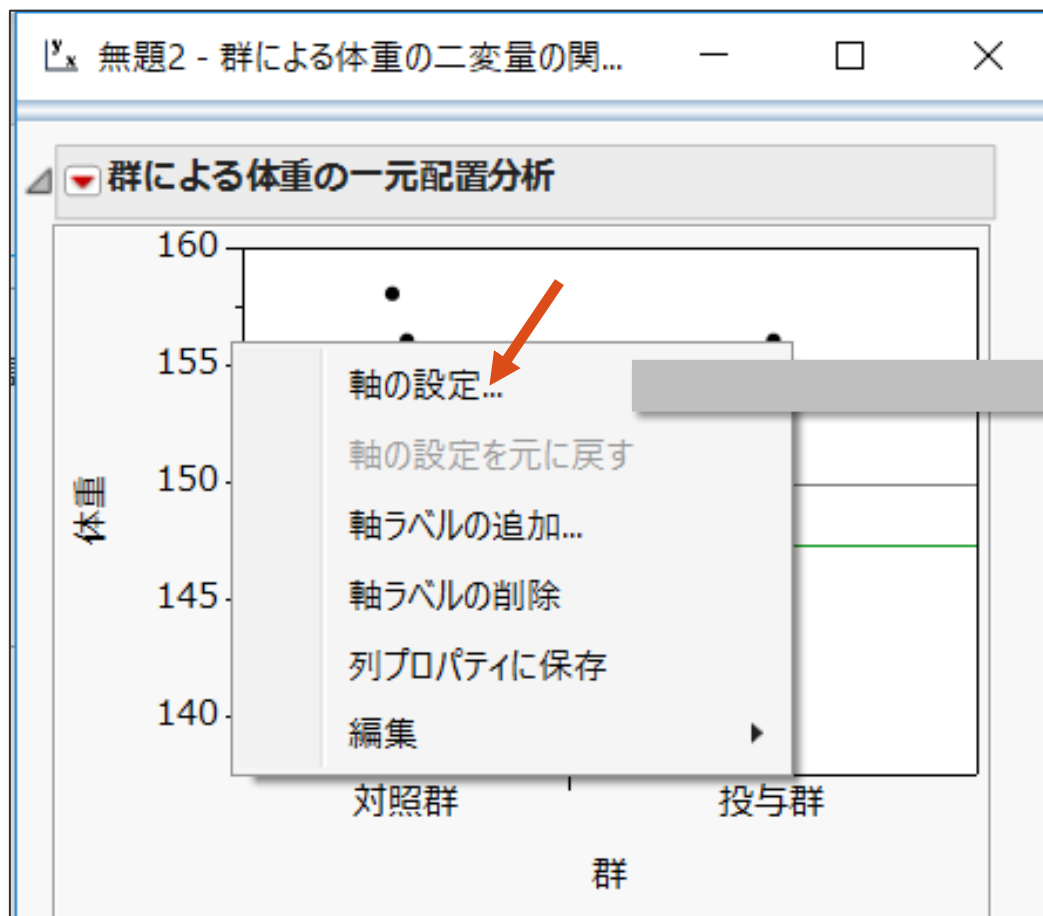 無題2 - 群による体重の二変量の関...
群による体重の一元配置分析
160
155
150
145
140
体重
軸の設定...
軸の設定を元に戻す
軸ラベルの追加...
軸ラベルの削除
列プロパティに保存
編集
対照群 投与群
群